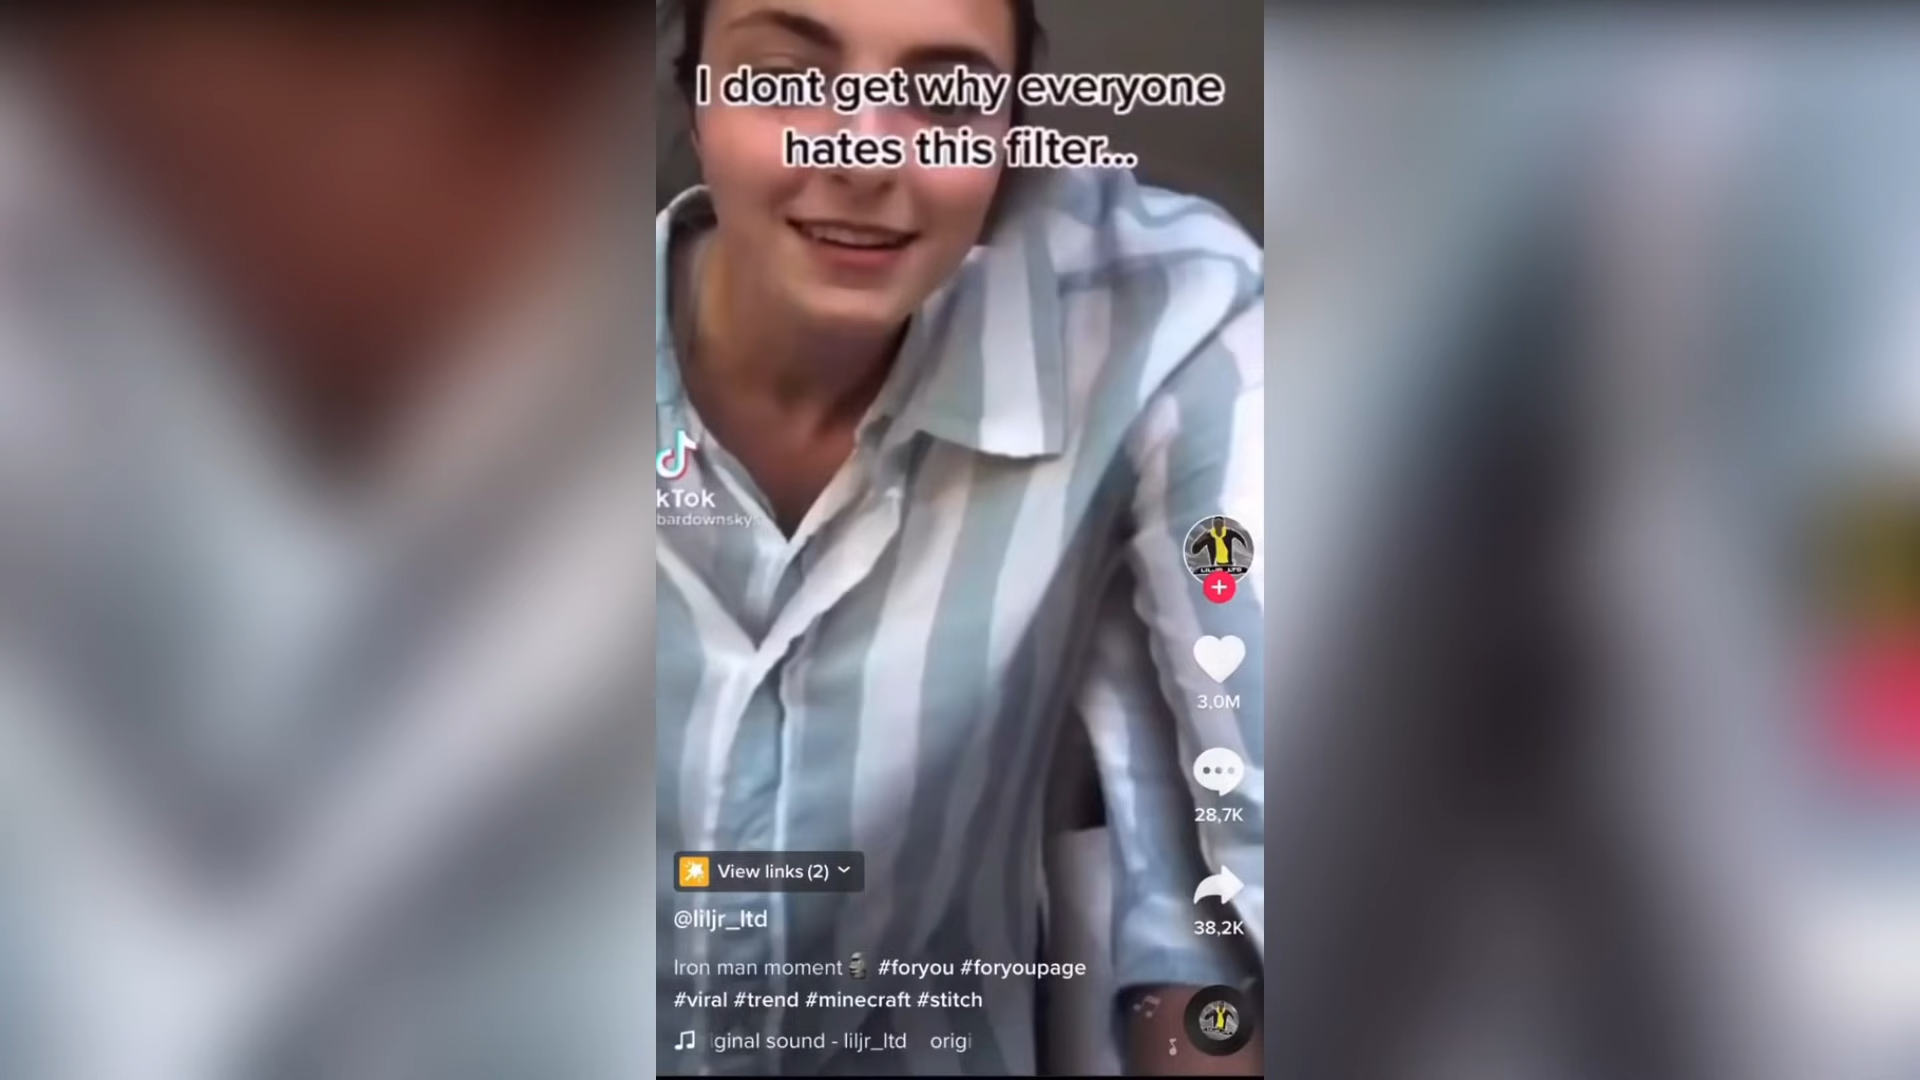 I dont get why everyone
hates this filter...
kTok
bardownsky
3,0M
28,7K
38,2K
View links (2)
@liljr_ltd
Iron man moment🗿 #foryou #foryoupage
#viral #trend #minecraft #stitch
iginal sound - liljr_ltd origi